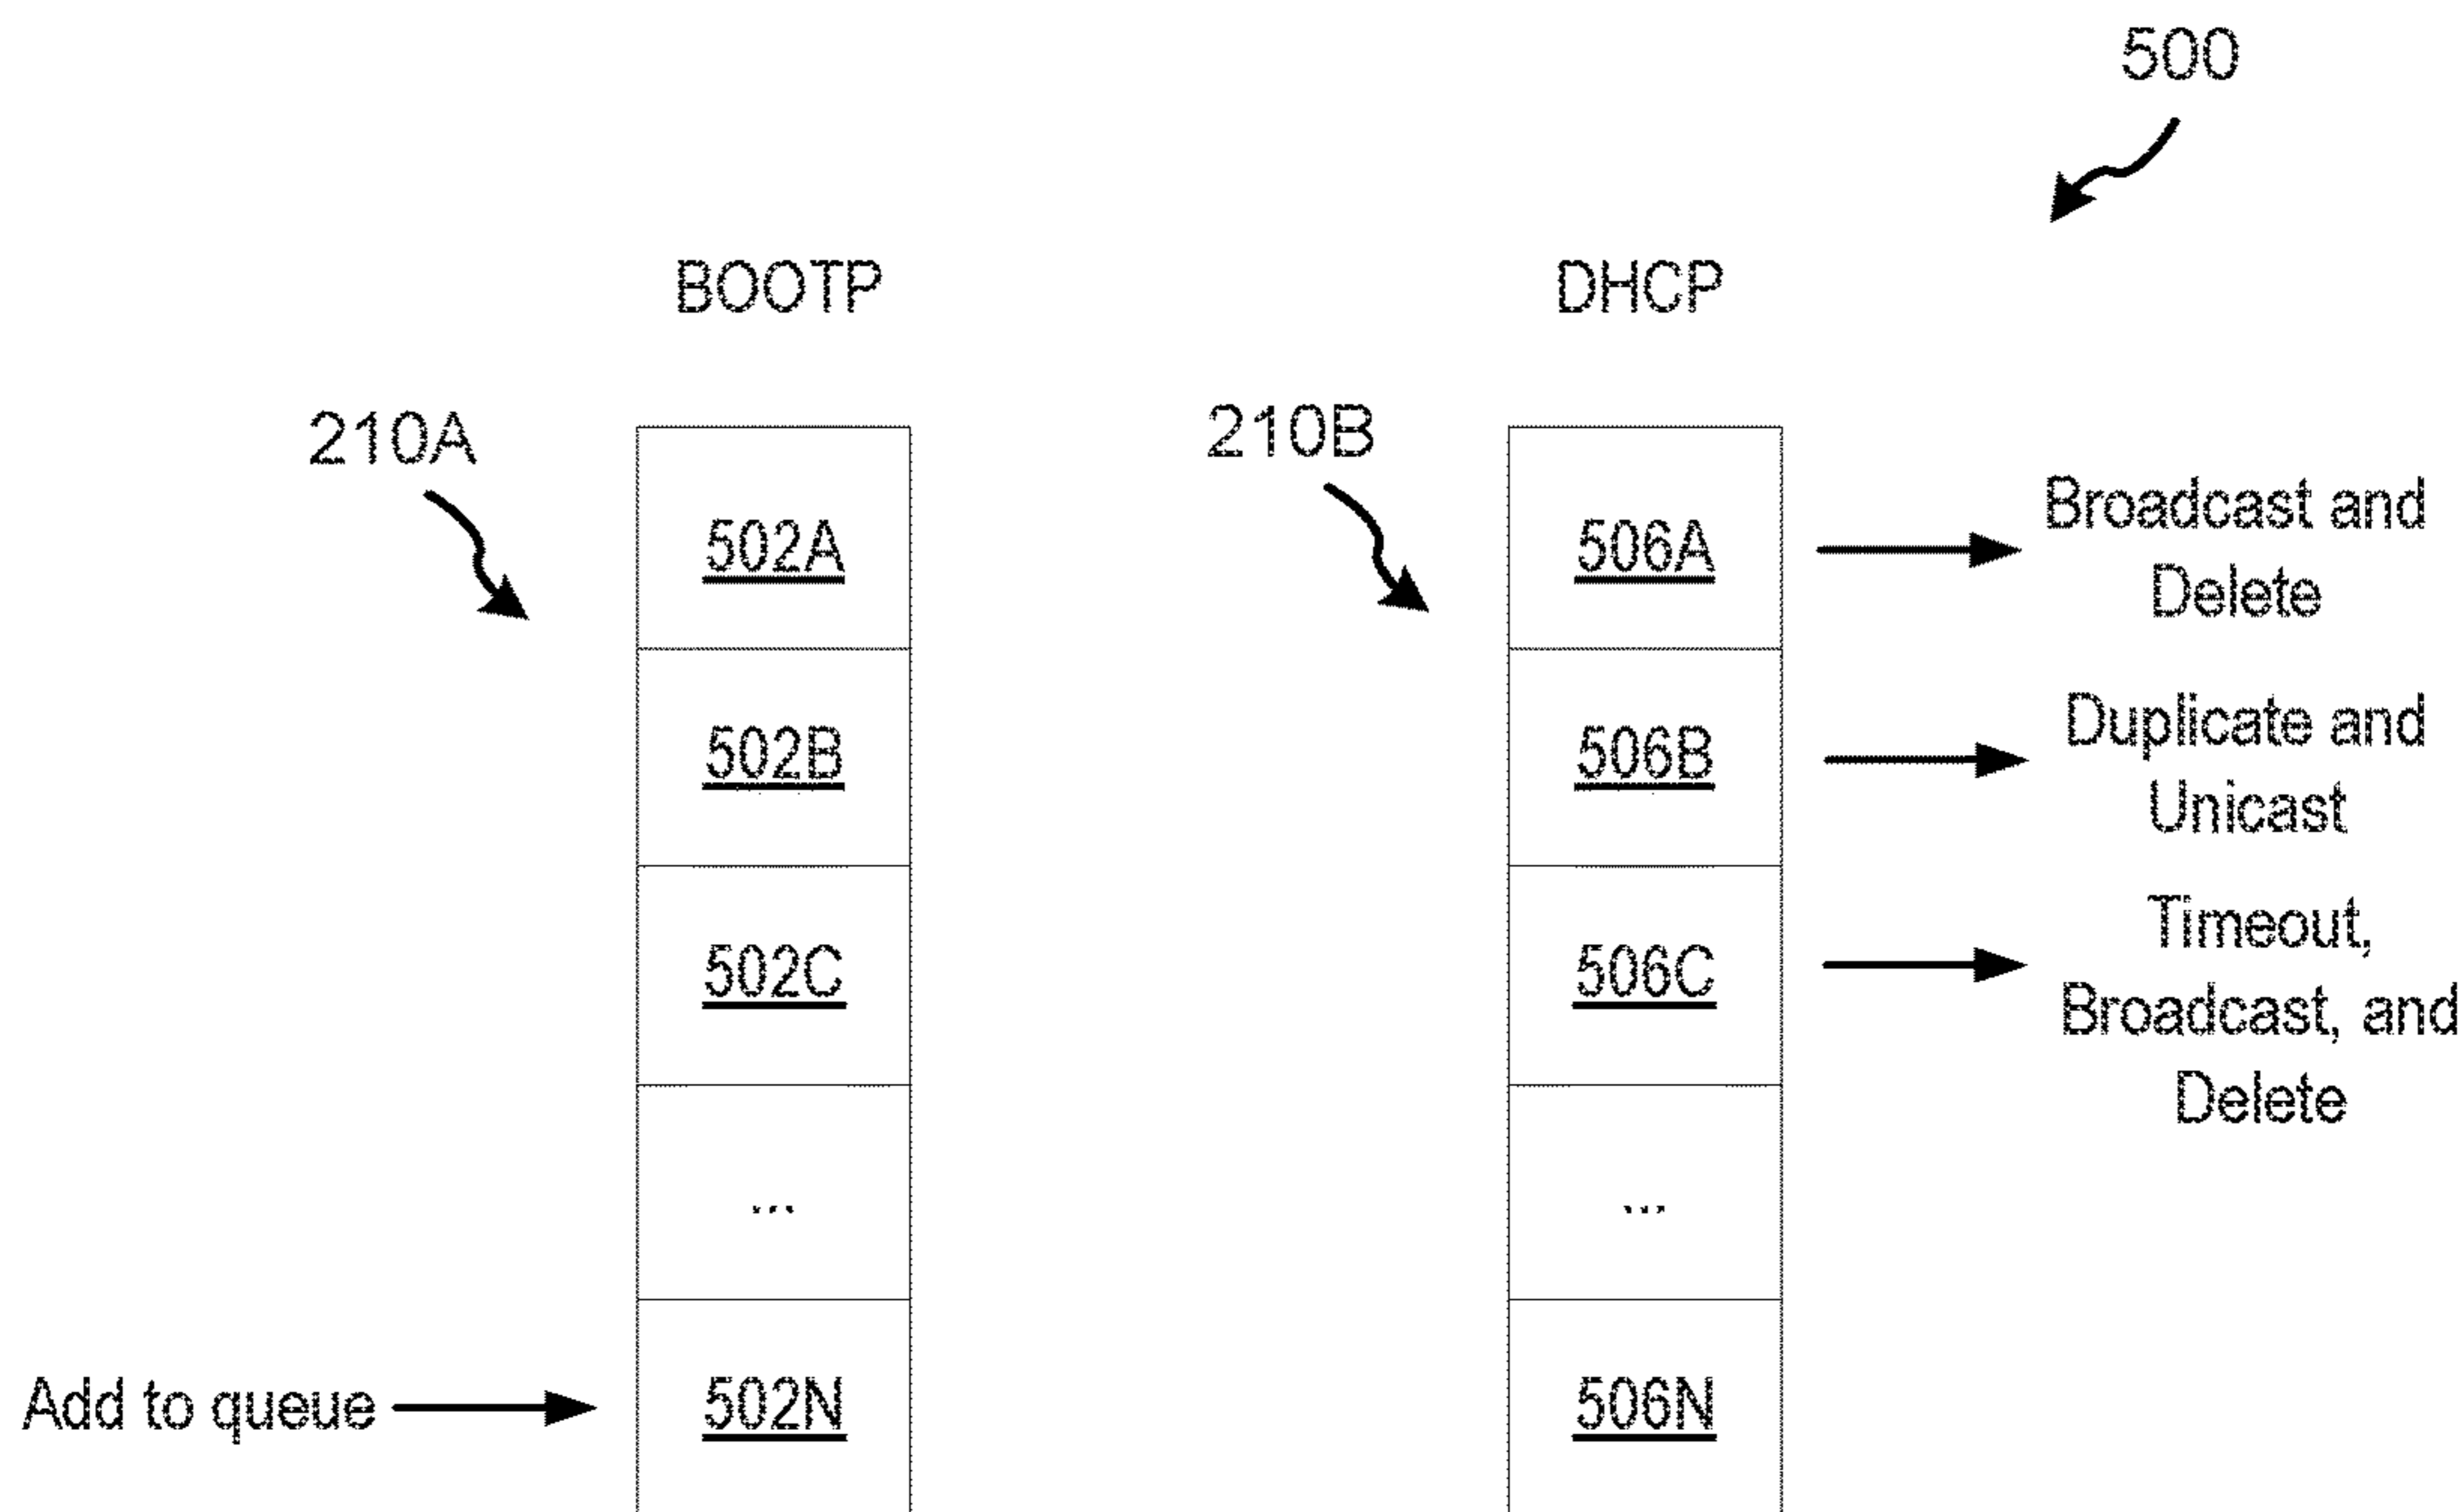 500
BOOTP
DHCP
210A
210B
502A
506A
Broadcast and
Delete
502B
506B
Duplicate and
Unicast
502C
506C
Timeout,
Broadcast, and
Delete
...
...
Add to queue
502N
506N